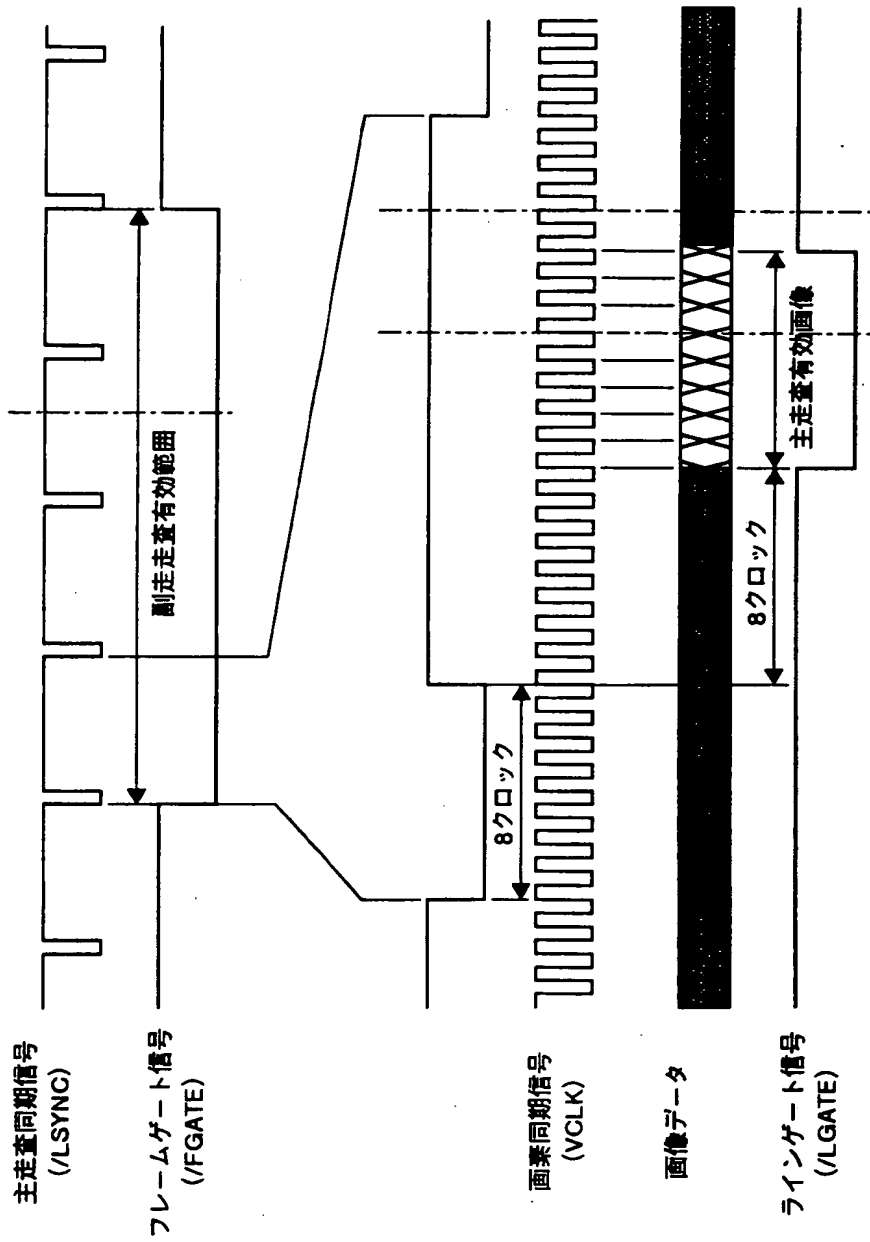 主走査同期信号
(/LSYNC)
フレームゲート信号
(/FGATE)
副走走査有効範囲
8クロック
画素同期信号
(VCLK)
画像データ
8クロック
主走査有効画像
ラインゲート信号
(/LGATE)